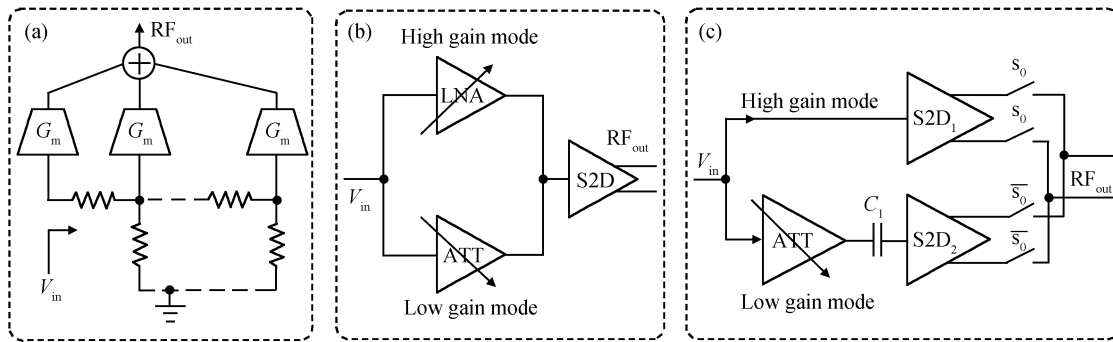 (a)
RF_out
G_m
G_m
G_m
V_in
(b)
High gain mode
LNA
RF_out
S2D
V_in
ATT
Low gain mode
(c)
s_0
High gain mode
S2D_1
s_0
V_in
RF_out
C_1
s̅_0
ATT
S2D_2
s̅_0
Low gain mode